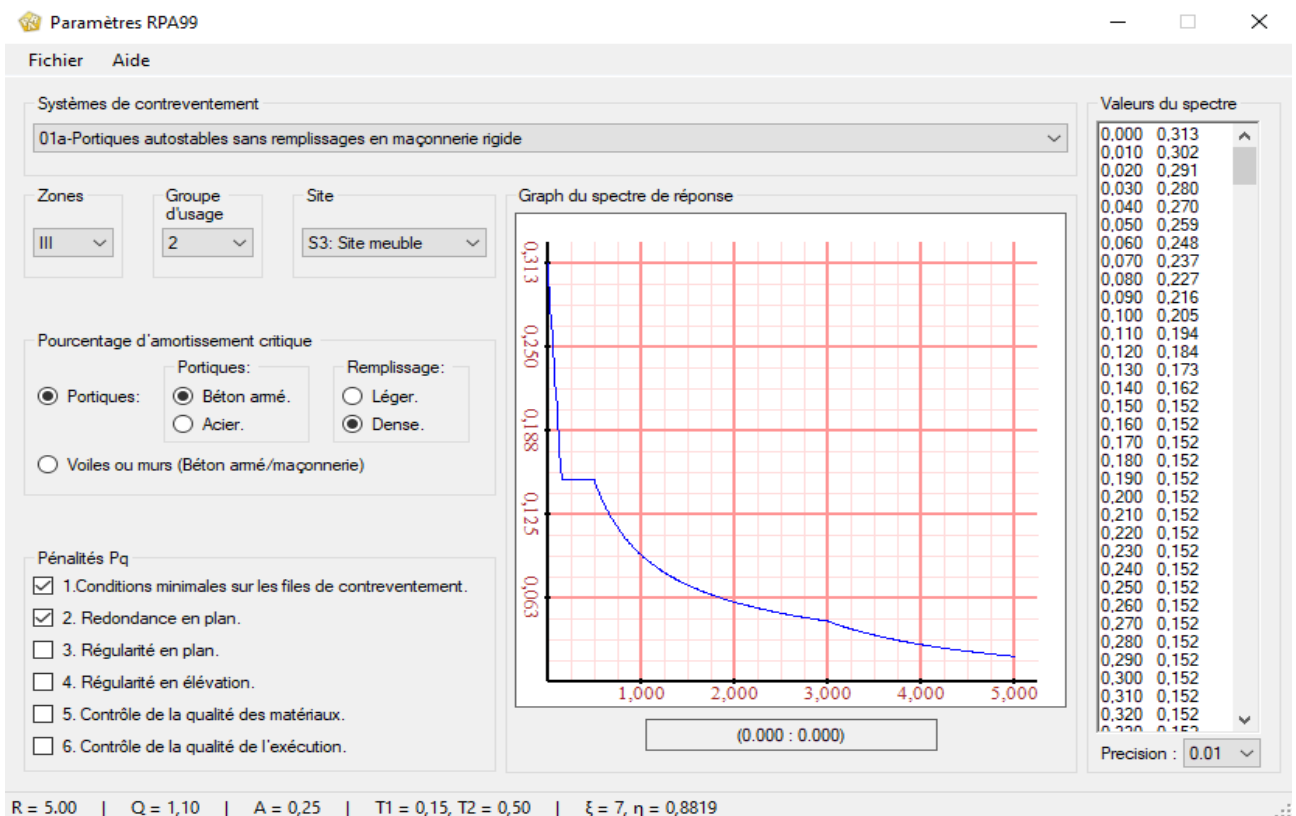 Paramètres RPA99
Fichier Aide
Systèmes de contreventement
01a-Portiques autostables sans remplissages en maçonnerie rigide
Zones
III
Groupe
d'usage
2
Site
S3: Site meuble
Pourcentage d'amortissement critique
Portiques:
Portiques:
Béton armé.
Acier.
Remplissage:
Léger.
Dense.
Voiles ou murs (Béton armé/maçonnerie)
Pénalités Pq
1.Conditions minimales sur les files de contreventement.
2. Redondance en plan.
3. Régularité en plan.
4. Régularité en élévation.
5. Contrôle de la qualité des matériaux.
6. Contrôle de la qualité de l'exécution.
Graph du spectre de réponse
0,313
0,250
0,188
0,125
0,063
1,000 2,000 3,000 4,000 5,000
(0.000 : 0.000)
Valeurs du spectre
0,000 0,313
0,010 0,302
0,020 0,291
0,030 0,280
0,040 0,270
0,050 0,259
0,060 0,248
0,070 0,237
0,080 0,227
0,090 0,216
0,100 0,205
0,110 0,194
0,120 0,184
0,130 0,173
0,140 0,162
0,150 0,152
0,160 0,152
0,170 0,152
0,180 0,152
0,190 0,152
0,200 0,152
0,210 0,152
0,220 0,152
0,230 0,152
0,240 0,152
0,250 0,152
0,260 0,152
0,270 0,152
0,280 0,152
0,290 0,152
0,300 0,152
0,310 0,152
0,320 0,152
Precision : 0.01
R = 5.00 | Q = 1,10 | A = 0,25 | T1 = 0,15, T2 = 0,50 | ξ = 7, η = 0,8819